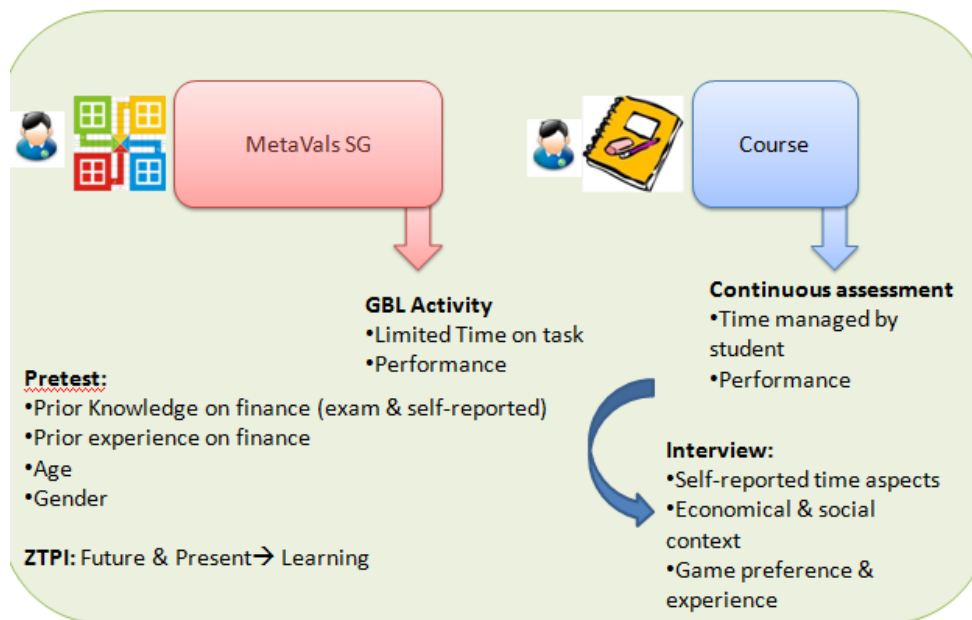 MetaVals SG
Course
GBL Activity
•Limited Time on task
•Performance
Continuous assessment
•Time managed by
student
•Performance
Pretest:
•Prior Knowledge on finance (exam & self-reported)
•Prior experience on finance
•Age
•Gender
ZTPI: Future & Present→ Learning
Interview:
•Self-reported time aspects
•Economical & social
context
•Game preference &
experience